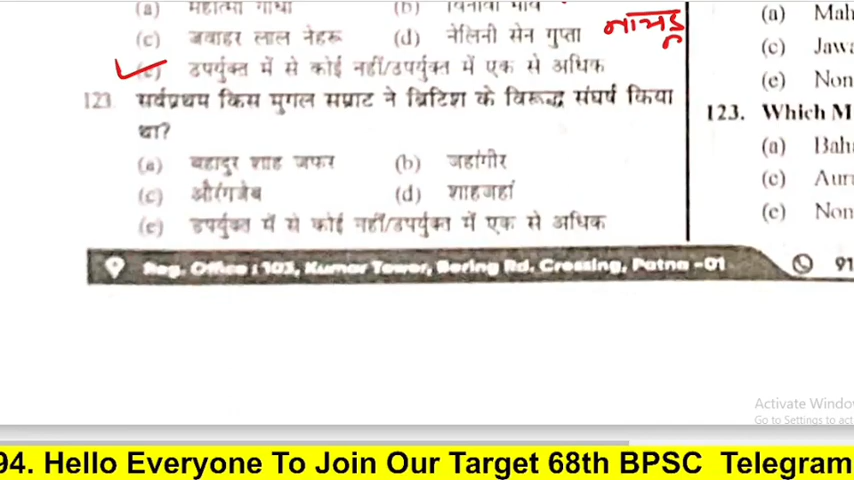 (a) महात्मा गांधी (b) विनोवा भावे
(c) जवाहर लाल नेहरू (d) नेलिनी सेन गुप्ता
(e) उपर्युक्त में से कोई नहीं/उपर्युक्त में एक से अधिक
123. सर्वप्रथम किस मुगल सम्राट ने ब्रिटिश के विरूद्ध संघर्ष किया
था?
(a) बहादुर शाह जफर (b) जहांगीर
(c) औरंगजेब (d) शाहजहां
(e) उपर्युक्त में से कोई नहीं/उपर्युक्त में एक से अधिक
(a) Mah
(c) Jawa
(e) Non
123. Which M
(a) Bah
(c) Aur
(e) Non
Reg. Office : 103, Kumar Tower, Boring Rd, Crossing, Patna -01
91
Activate Windo
Go to Settings to act
94. Hello Everyone To Join Our Target 68th BPSC Telegram